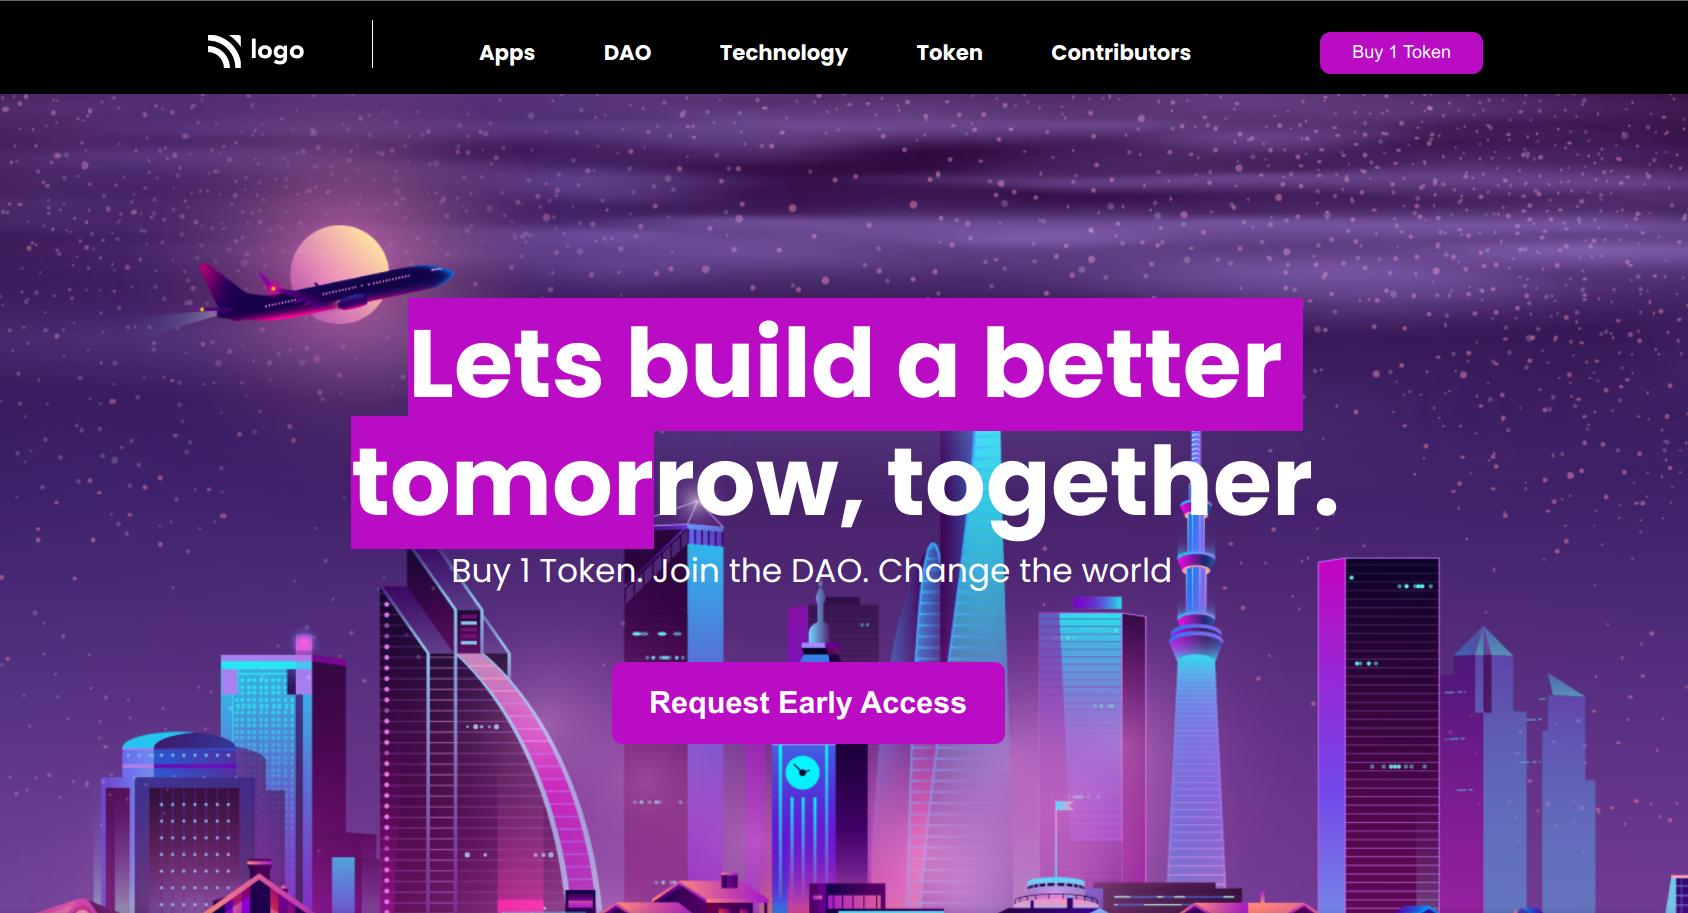 logo
Apps DAO Technology Token Contributors Buy 1 Token
Lets build a better
tomorrow, together.
Buy 1 Token. Join the DAO. Change the world
Request Early Access